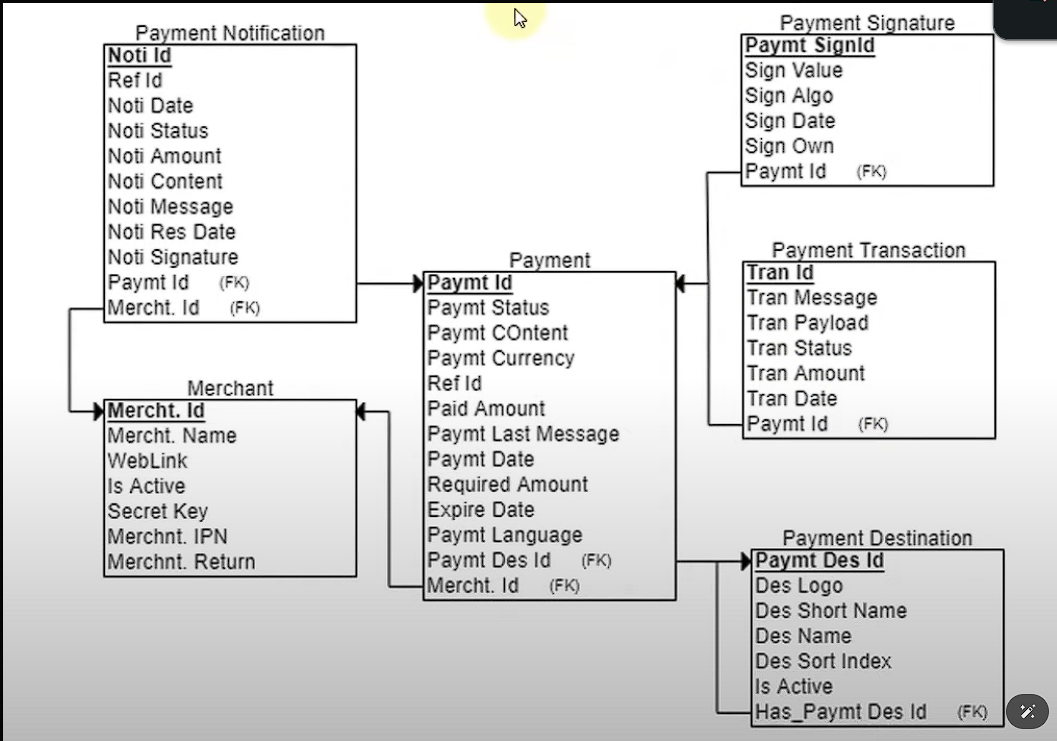 Payment Notification
Noti Id
Ref Id
Noti Date
Noti Status
Noti Amount
Noti Content
Noti Message
Noti Res Date
Noti Signature
Paymt Id (FK)
Mercht. Id (FK)
Merchant
Mercht. Id
Mercht. Name
WebLink
Is Active
Secret Key
Merchnt. IPN
Merchnt. Return
Payment
Paymt Id
Paymt Status
Paymt COntent
Paymt Currency
Ref Id
Paid Amount
Paymt Last Message
Paymt Date
Required Amount
Expire Date
Paymt Language
Paymt Des Id (FK)
Mercht. Id (FK)
Payment Signature
Paymt SignId
Sign Value
Sign Algo
Sign Date
Sign Own
Paymt Id (FK)
Payment Transaction
Tran Id
Tran Message
Tran Payload
Tran Status
Tran Amount
Tran Date
Paymt Id (FK)
Payment Destination
Paymt Des Id
Des Logo
Des Short Name
Des Name
Des Sort Index
Is Active
Has_Paymt Des Id (FK)